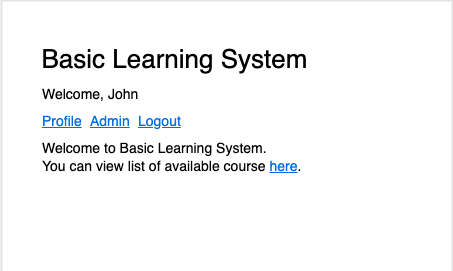 Basic Learning System
Welcome, John
Profile Admin Logout
Welcome to Basic Learning System.
You can view list of available course here.